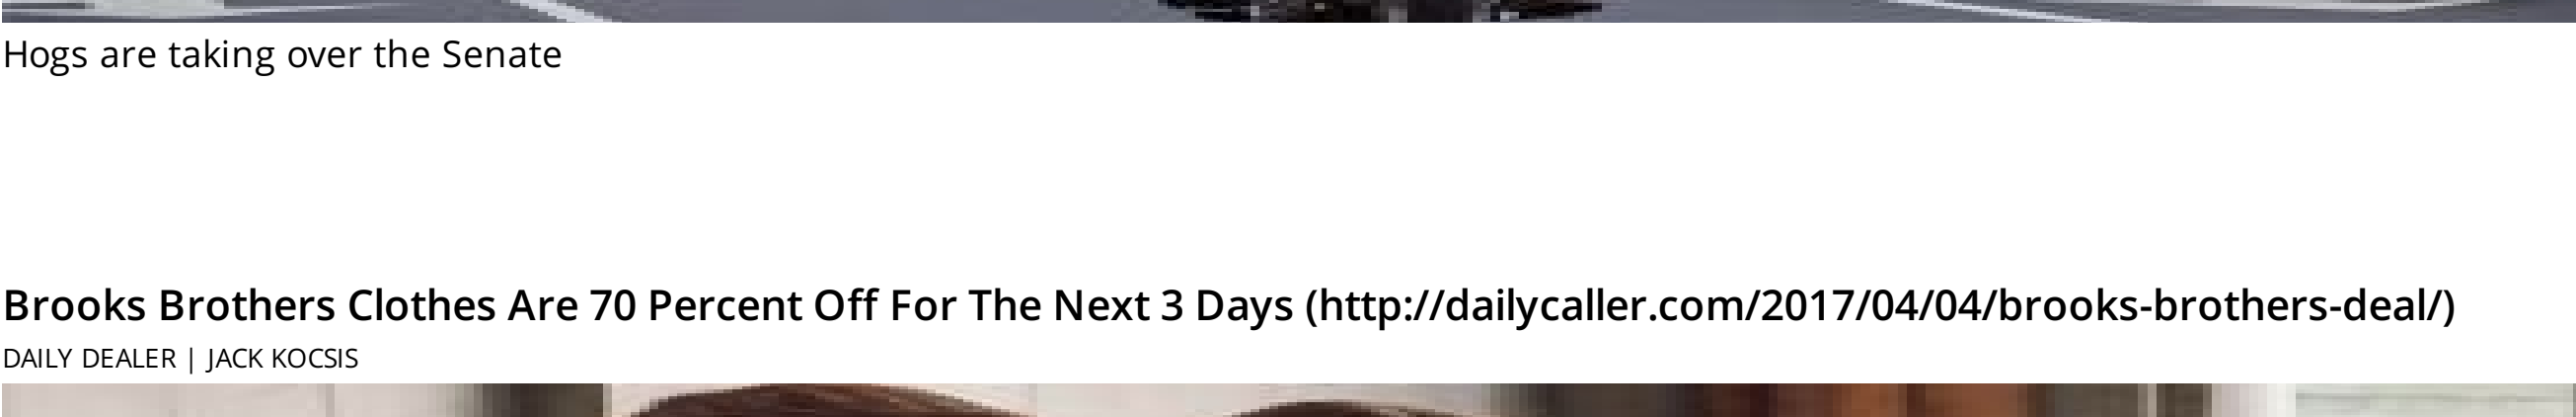 Hogs are taking over the Senate
Brooks Brothers Clothes Are 70 Percent Off For The Next 3 Days (http://dailycaller.com/2017/04/04/brooks-brothers-deal/)
DAILY DEALER | JACK KOCSIS